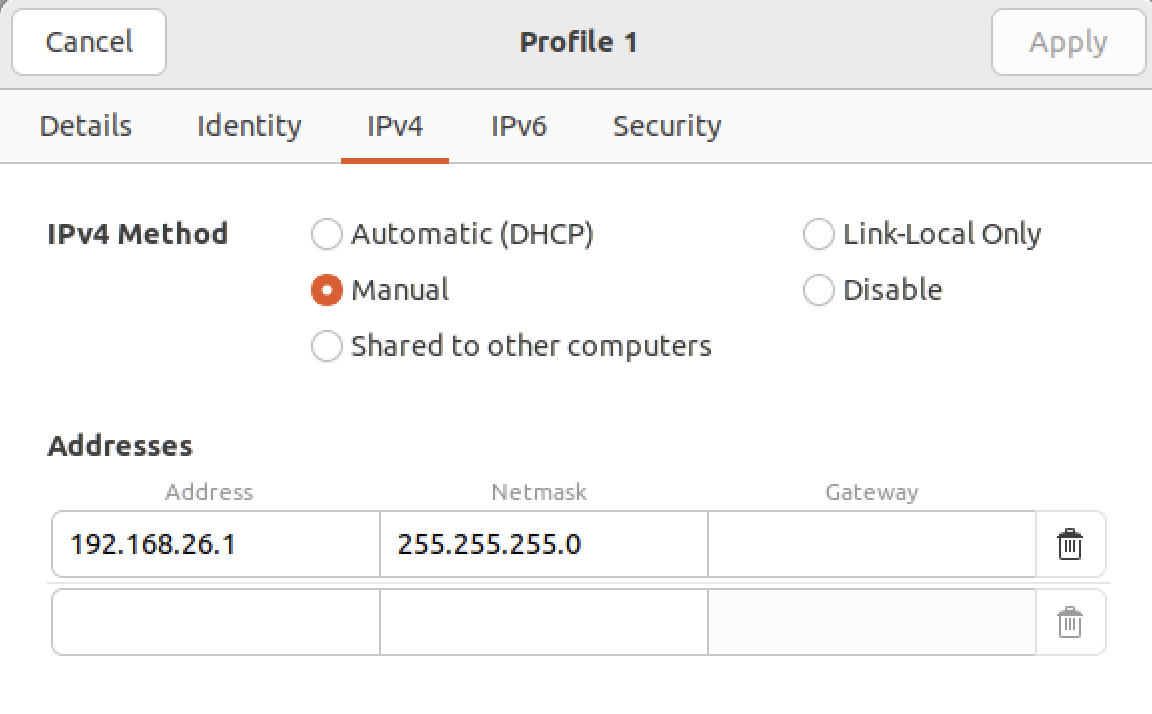 Cancel Profile 1 Apply
Details Identity IPv4 IPv6 Security
IPv4 Method Automatic (DHCP) Link-Local Only
Manual Disable
Shared to other computers
Addresses
Address Netmask Gateway
192.168.26.1 255.255.255.0